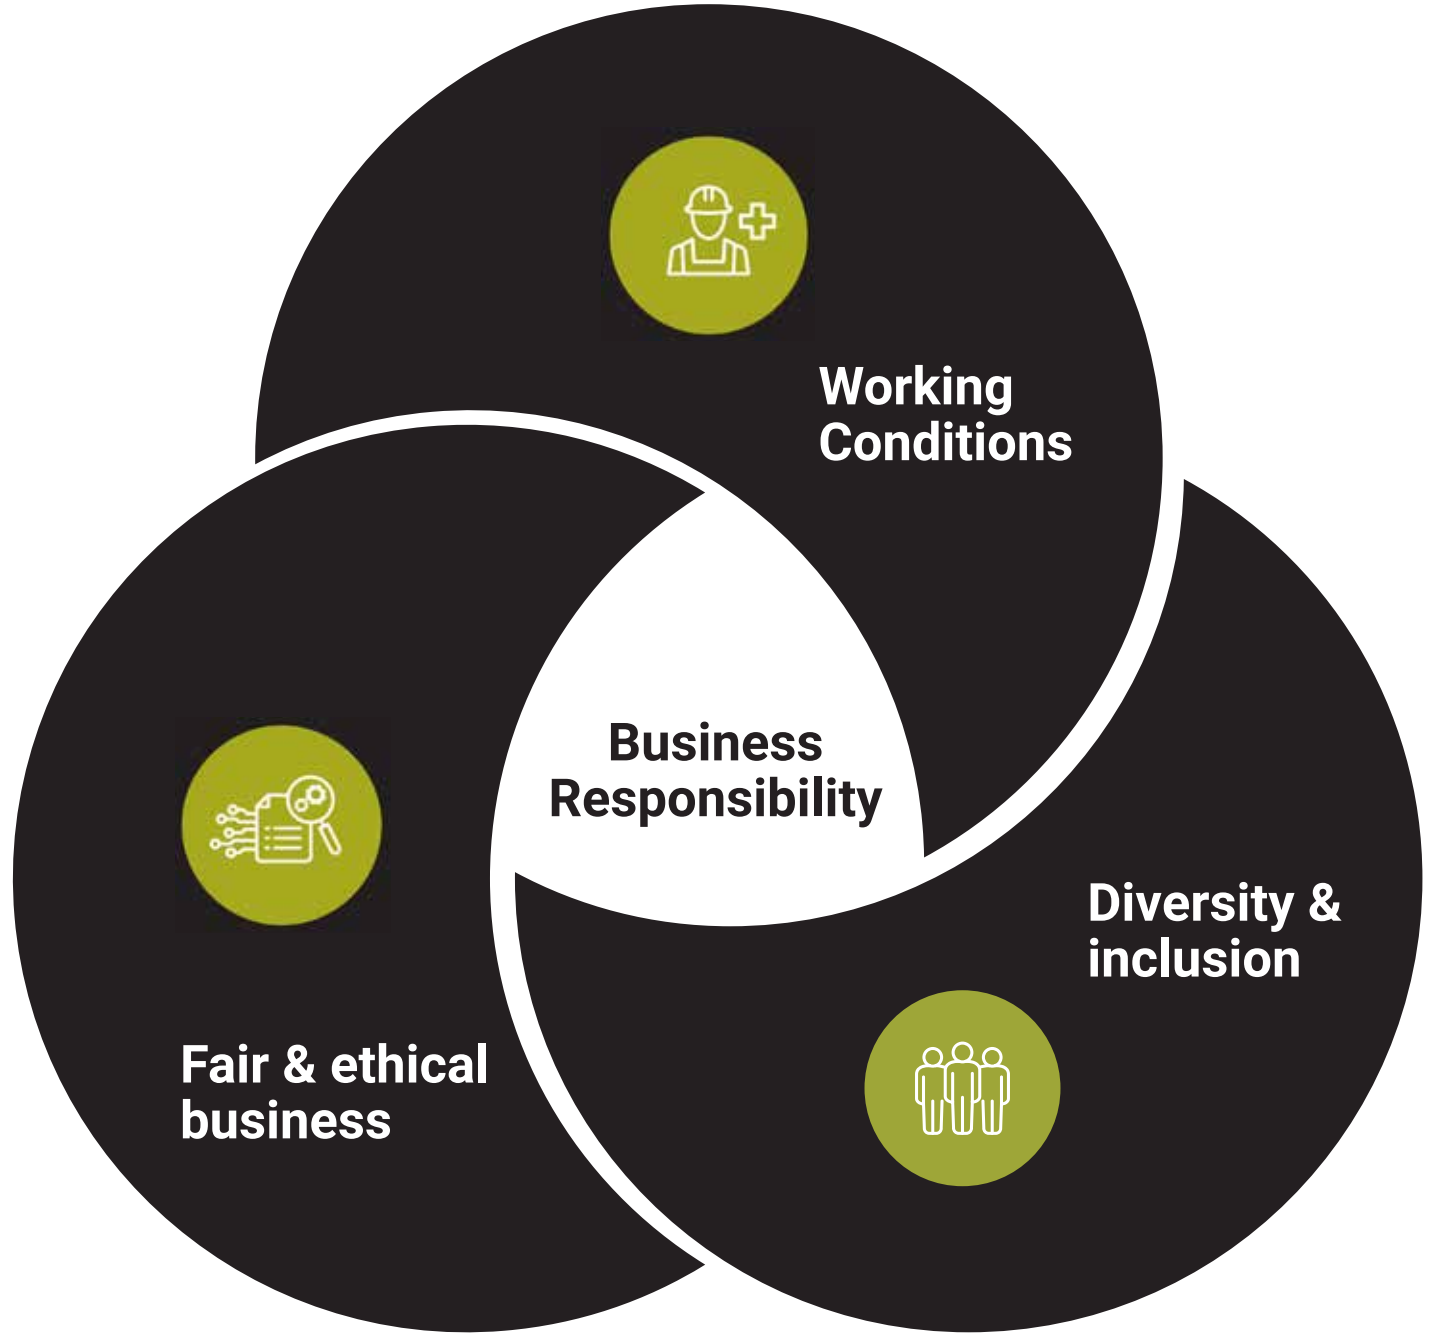 Working
Conditions
Business
Responsibility
Diversity &
inclusion
Fair & ethical
business